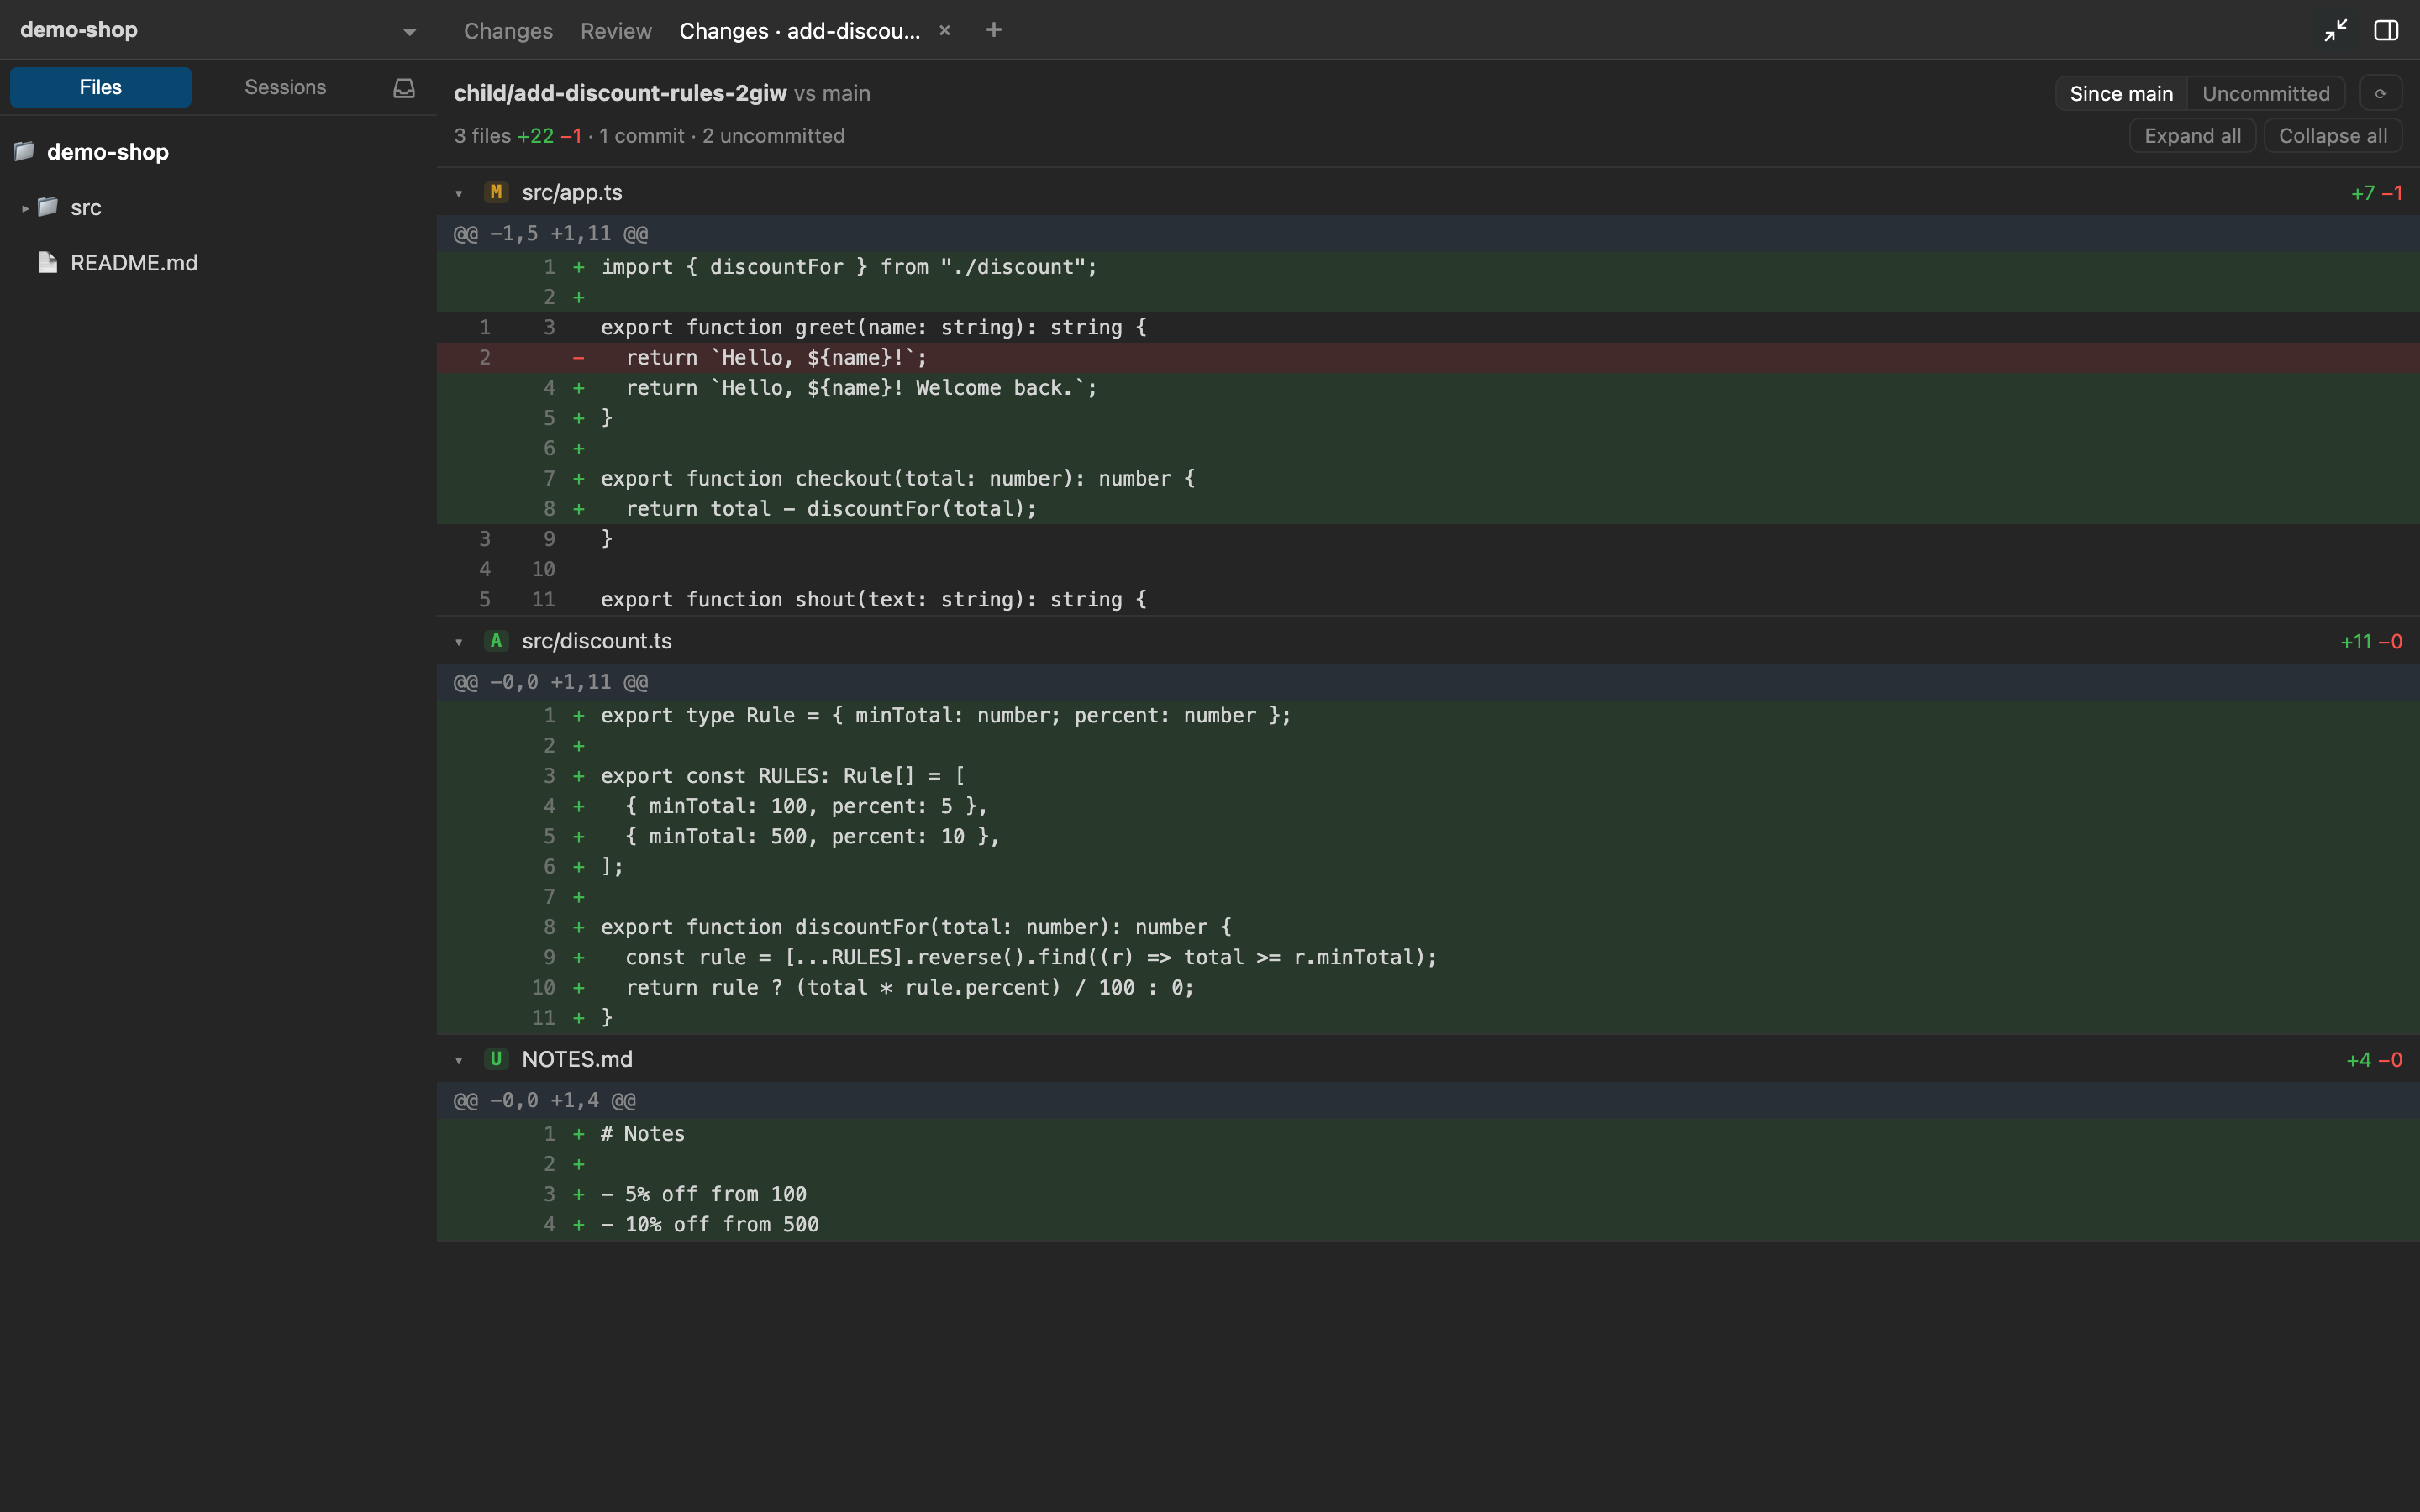 demo-shop
Changes
Review
Changes · add-discou... × +
Files
Sessions
demo-shop
src
README.md
child/add-discount-rules-2giw vs main
Since main
Uncommitted
3 files +22 −1 · 1 commit · 2 uncommitted
Expand all
Collapse all
M src/app.ts +7 −1
@@ −1,5 +1,11 @@
1 + import { discountFor } from "./discount";
2 +
1 3 export function greet(name: string): string {
2 − return `Hello, ${name}!`;
4 + return `Hello, ${name}! Welcome back.`;
5 + }
6 +
7 + export function checkout(total: number): number {
8 + return total − discountFor(total);
3 9 }
4 10
5 11 export function shout(text: string): string {
A src/discount.ts +11 −0
@@ −0,0 +1,11 @@
1 + export type Rule = { minTotal: number; percent: number };
2 +
3 + export const RULES: Rule[] = [
4 + { minTotal: 100, percent: 5 },
5 + { minTotal: 500, percent: 10 },
6 + ];
7 +
8 + export function discountFor(total: number): number {
9 + const rule = [...RULES].reverse().find((r) => total >= r.minTotal);
10 + return rule ? (total * rule.percent) / 100 : 0;
11 + }
U NOTES.md +4 −0
@@ −0,0 +1,4 @@
1 + # Notes
2 +
3 + − 5% off from 100
4 + − 10% off from 500